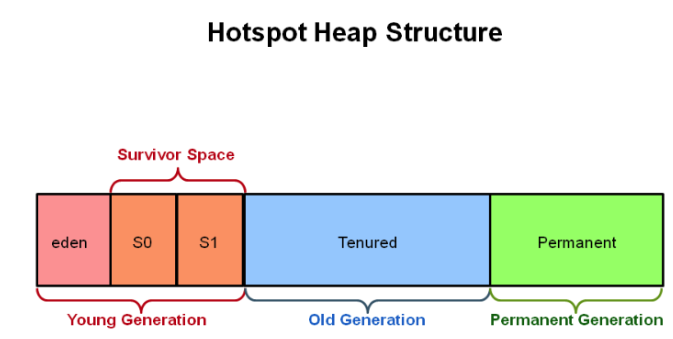 Hotspot Heap Structure
Survivor Space
eden
S0
S1
Tenured
Permanent
Young Generation
Old Generation
Permanent Generation